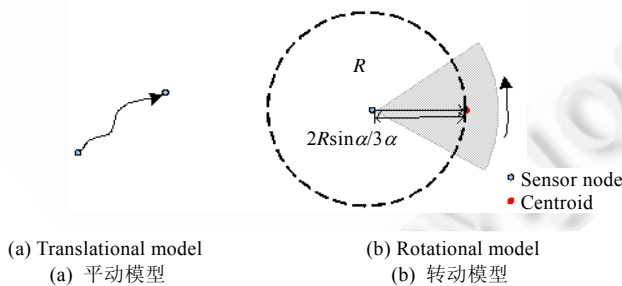 R
2Rsinα/3α
Sensor node
Centroid
(a) Translational model
(b) Rotational model
(a) 平动模型
(b) 转动模型